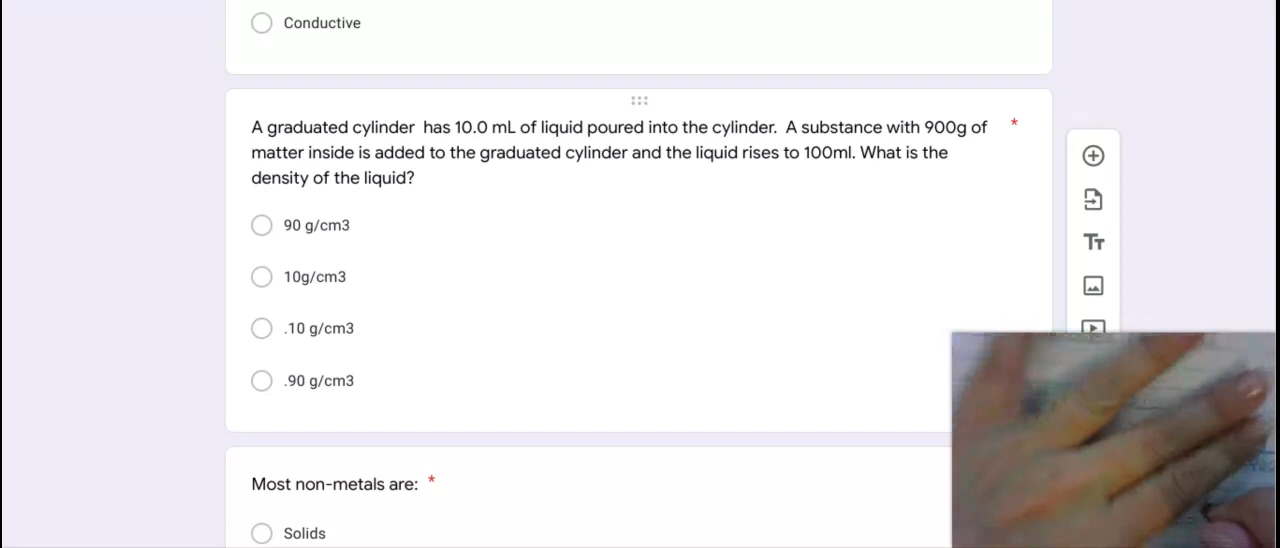 Conductive
A graduated cylinder has 10.0 mL of liquid poured into the cylinder. A substance with 900g of *
matter inside is added to the graduated cylinder and the liquid rises to 100ml. What is the
density of the liquid?
90 g/cm3
10g/cm3
.10 g/cm3
.90 g/cm3
Most non-metals are: *
Solids
Tт